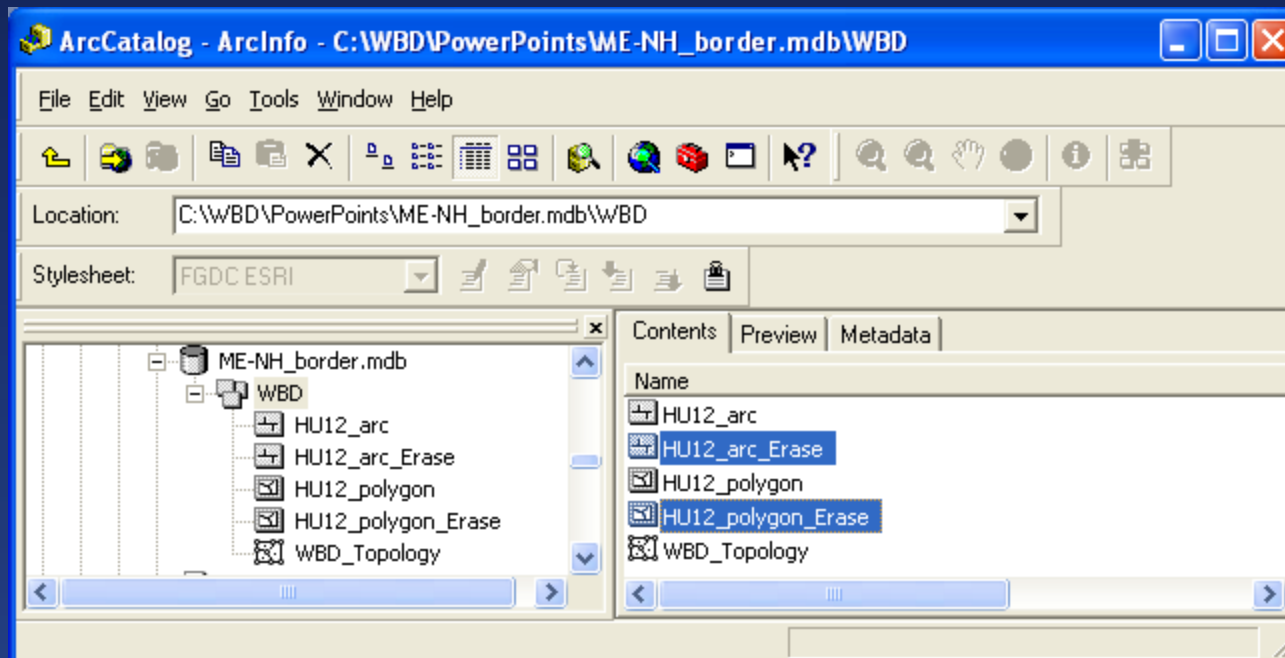 ArcCatalog - ArcInfo - C:\WBD\PowerPoints\ME-NH_border.mdb\WBD
File Edit View Go Tools Window Help
Location: C:\WBD\PowerPoints\ME-NH_border.mdb\WBD
Stylesheet: FGDC ESRI
ME-NH_border.mdb
WBD
HU12_arc
HU12_arc_Erase
HU12_polygon
HU12_polygon_Erase
WBD_Topology
Contents Preview Metadata
Name
HU12_arc
HU12_arc_Erase
HU12_polygon
HU12_polygon_Erase
WBD_Topology